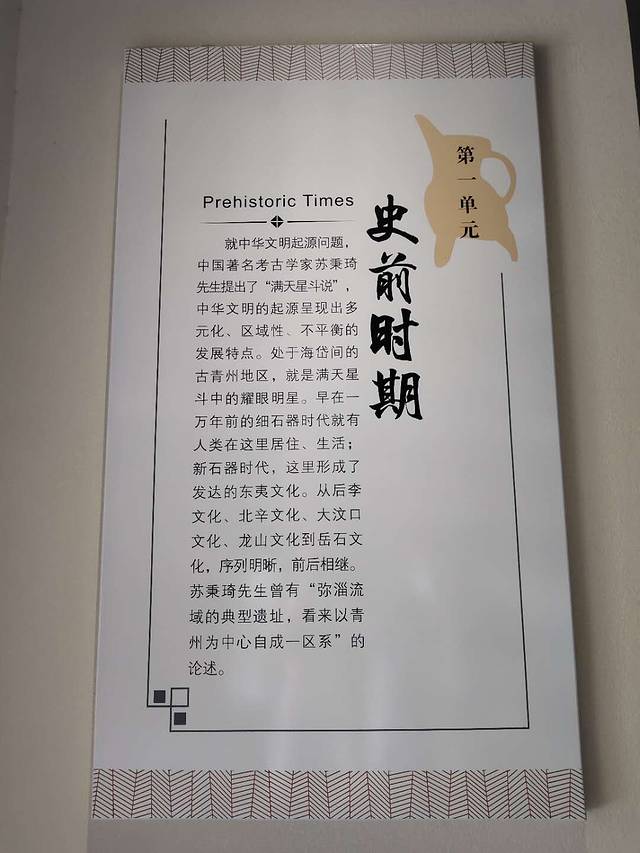 第一单元
史前时期
Prehistoric Times
就中华文明起源问题，
中国著名考古学家苏秉琦
先生提出了“满天星斗说”，
中华文明的起源呈现出多
元化、区域性、不平衡的
发展特点。处于海岱间的
古青州地区，就是满天星
斗中的耀眼明星。早在一
万年前的细石器时代就有
人类在这里居住、生活；
新石器时代，这里形成了
发达的东夷文化。从后李
文化、北辛文化、大汶口
文化、龙山文化到岳石文
化，序列明晰，前后相继。
苏秉琦先生曾有“弥淄流
域的典型遗址，看来以青
州为中心自成一区系”的
论述。